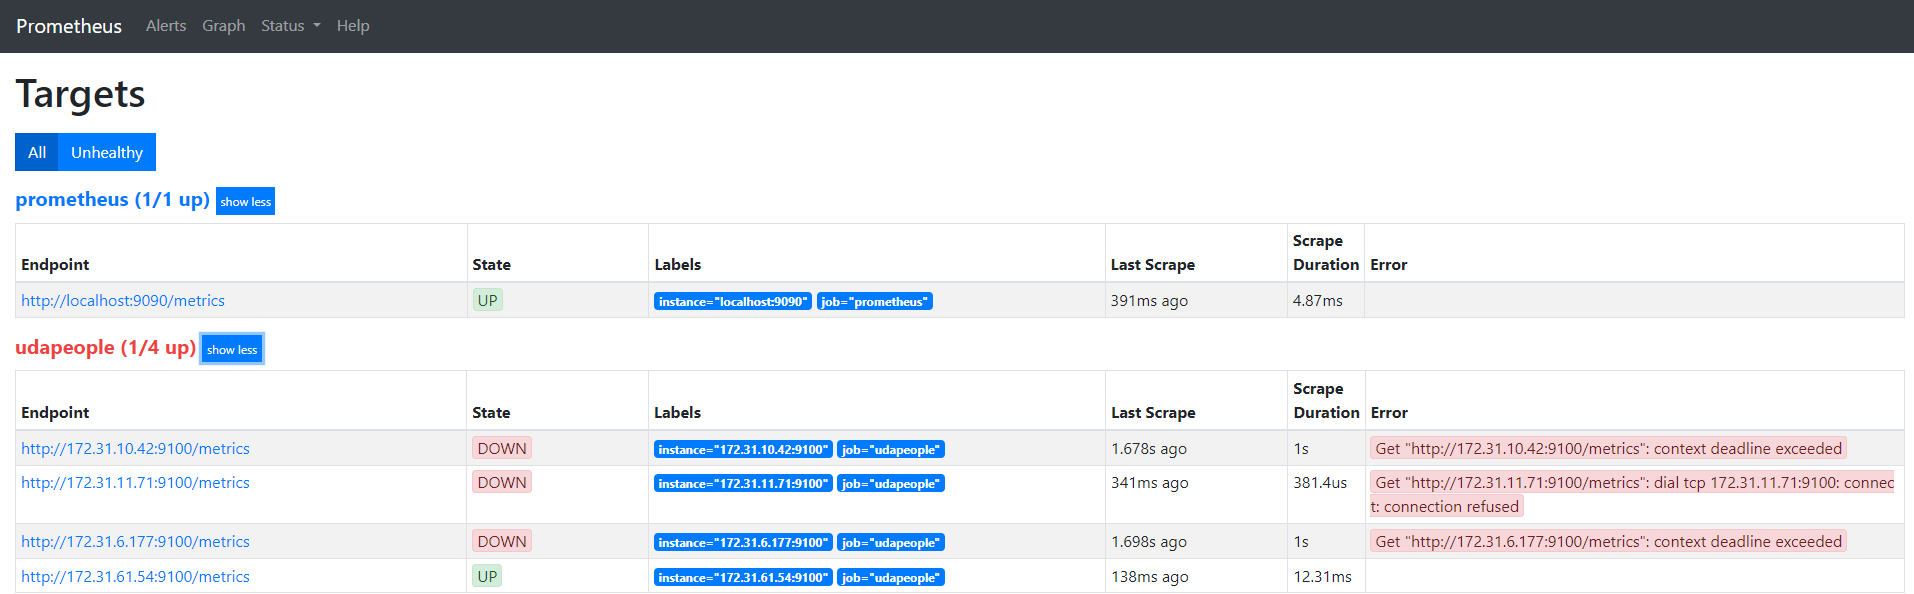 Prometheus Alerts Graph Status Help
Targets
All Unhealthy
prometheus (1/1 up) show less
Endpoint State Labels Last Scrape Scrape Duration Error
http://localhost:9090/metrics UP instance="localhost:9090" job="prometheus" 391ms ago 4.87ms
udapeople (1/4 up) show less
Endpoint State Labels Last Scrape Scrape Duration Error
http://172.31.10.42:9100/metrics DOWN instance="172.31.10.42:9100" job="udapeople" 1.678s ago 1s Get "http://172.31.10.42:9100/metrics": context deadline exceeded
http://172.31.11.71:9100/metrics DOWN instance="172.31.11.71:9100" job="udapeople" 341ms ago 381.4us Get "http://172.31.11.71:9100/metrics": dial tcp 172.31.11.71:9100: connec
t: connection refused
http://172.31.6.177:9100/metrics DOWN instance="172.31.6.177:9100" job="udapeople" 1.698s ago 1s Get "http://172.31.6.177:9100/metrics": context deadline exceeded
http://172.31.61.54:9100/metrics UP instance="172.31.61.54:9100" job="udapeople" 138ms ago 12.31ms